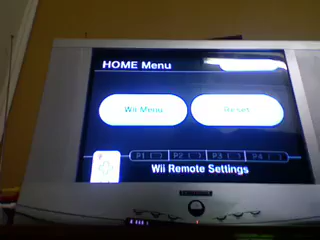 HOME Menu
Wii Menu Reset
P1 P2 P3 P4
Wii Remote Settings